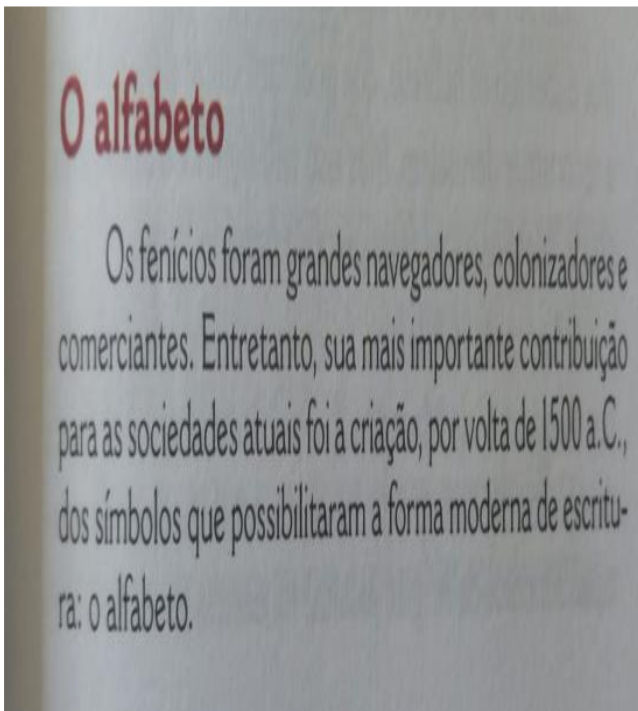 O alfabeto
Os fenícios foram grandes navegadores, colonizadores e
comerciantes. Entretanto, sua mais importante contribuição
para as sociedades atuais foi a criação, por volta de 1500 a.C.,
dos símbolos que possibilitaram a forma moderna de escritu-
ra: o alfabeto.